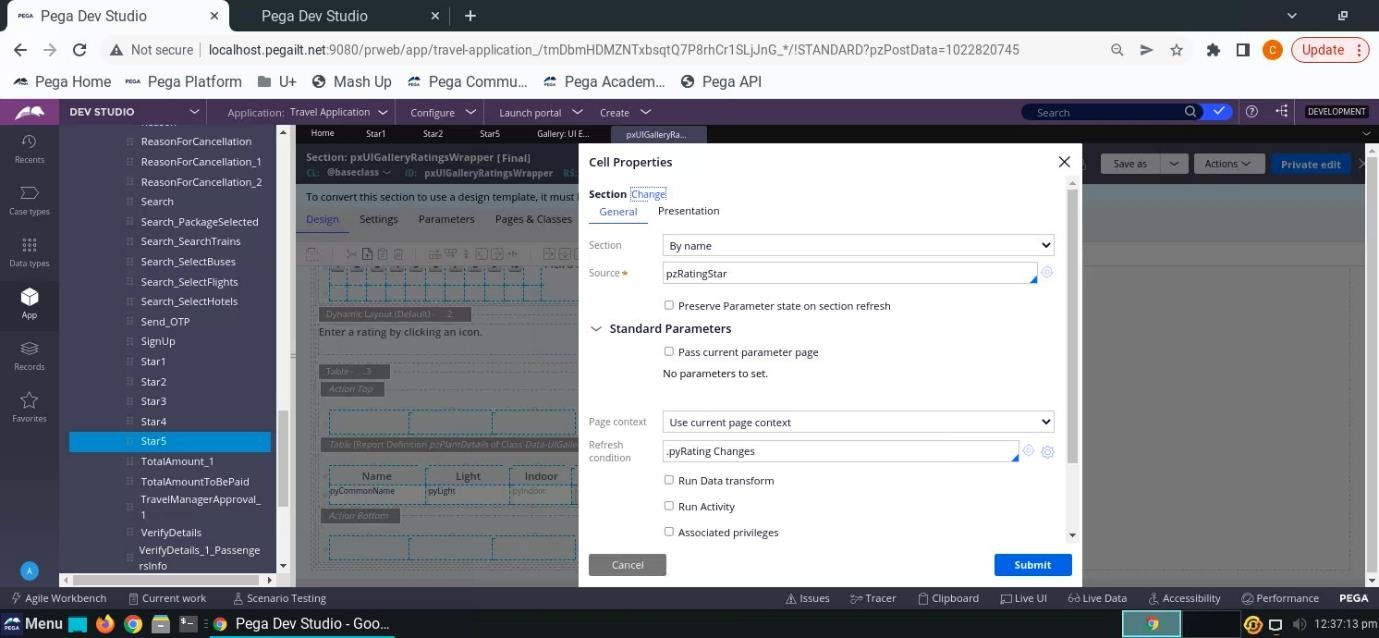 PEGA Pega Dev Studio
Pega Dev Studio
Not secure localhost.pegailt.net:9080/prweb/app/travel-application_/tmDbmHDMZNTxbsqtQ7P8rhCr1SLjJnG_*/!STANDARD?pzPostData=1022820745
C Update
Pega Home PEGA Pega Platform U+ Mash Up Pega Commu... Pega Academ... Pega API
DEV STUDIO Application: Travel Application Configure Launch portal Create Search DEVELOPMENT
Home Star1 Star2 Star5 Gallery: UI E... pxUIGalleryRa...
Recents
Case types
Data types
App
Records
Favorites
A
ReasonForCancellation
ReasonForCancellation_1
ReasonForCancellation_2
Search
Search_PackageSelected
Search_SearchTrains
Search_SelectBuses
Search_SelectFlights
Search_SelectHotels
Send_OTP
SignUp
Star1
Star2
Star3
Star4
Star5
TotalAmount_1
TotalAmountToBePaid
TravelManagerApproval_
1
VerifyDetails
VerifyDetails_1_Passenge
rsInfo
Section: pxUIGalleryRatingsWrapper [Final]
CL: @baseclass ID: pxUIGalleryRatingsWrapper RS:
Save as Actions Private edit
To convert this section to use a design template, it must
Design Settings Parameters Pages & Classes
Dynamic Layout (Default) - .2
Enter a rating by clicking an icon.
Table - .3
Action Top
Table (Report Definition pzPlantDetails of Class Data-UIGalle
Name Light Indoor
pyCommonName pyLight pyIndoor
Action Bottom
Cell Properties
Section Change
General Presentation
Section By name
Source★ pzRatingStar
Preserve Parameter state on section refresh
Standard Parameters
Pass current parameter page
No parameters to set.
Page context Use current page context
Refresh
condition .pyRating Changes
Run Data transform
Run Activity
Associated privileges
Cancel Submit
Agile Workbench Current work Scenario Testing Issues Tracer Clipboard Live UI Live Data Accessibility Performance PEGA
Menu Pega Dev Studio - Goo... 12:37:13 pm